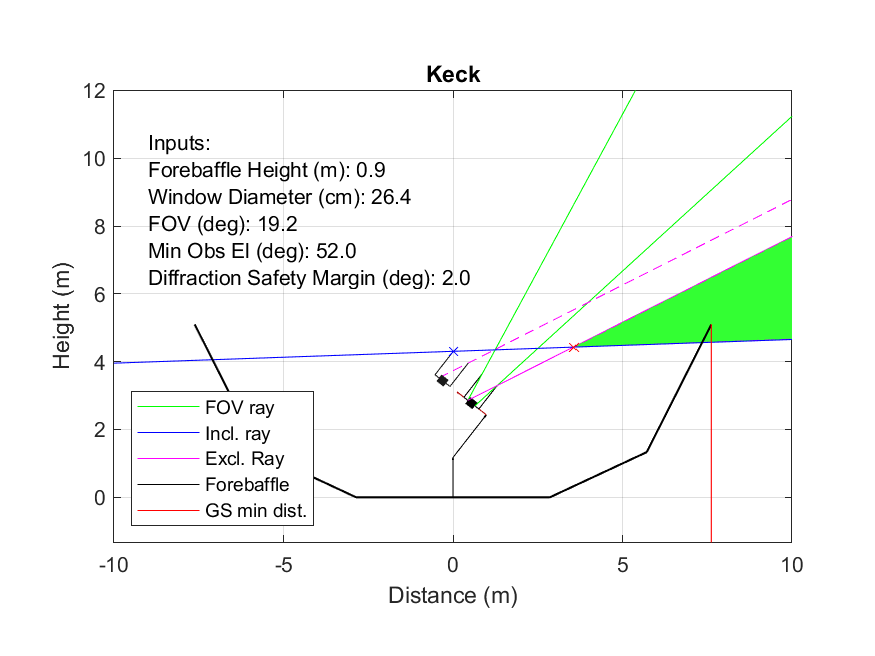 Keck
12
10
8
6
4
2
0
Height (m)
Inputs:
Forebaffle Height (m): 0.9
Window Diameter (cm): 26.4
FOV (deg): 19.2
Min Obs El (deg): 52.0
Diffraction Safety Margin (deg): 2.0
FOV ray
Incl. ray
Excl. Ray
Forebaffle
GS min dist.
-10 -5 0 5 10
Distance (m)